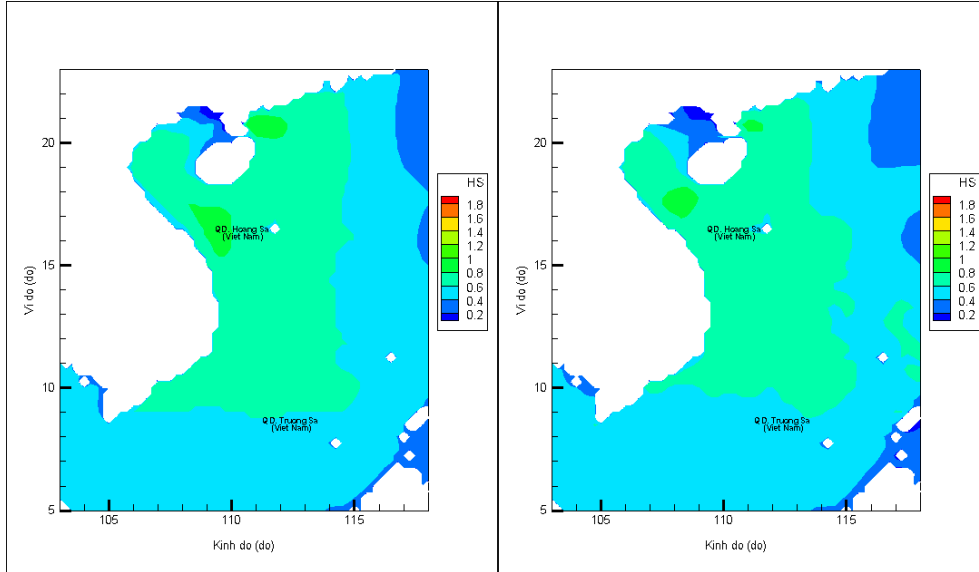 20
15
10
5
105
110
115
Vi do (do)
Kinh do (do)
QD. Hoang Sa
(Viet Nam)
QD. Truong Sa
(Viet Nam)
HS
1.8
1.6
1.4
1.2
1
0.8
0.6
0.4
0.2
20
15
10
5
105
110
115
Vi do (do)
Kinh do (do)
QD. Hoang Sa
(Viet Nam)
QD. Truong Sa
(Viet Nam)
HS
1.8
1.6
1.4
1.2
1
0.8
0.6
0.4
0.2